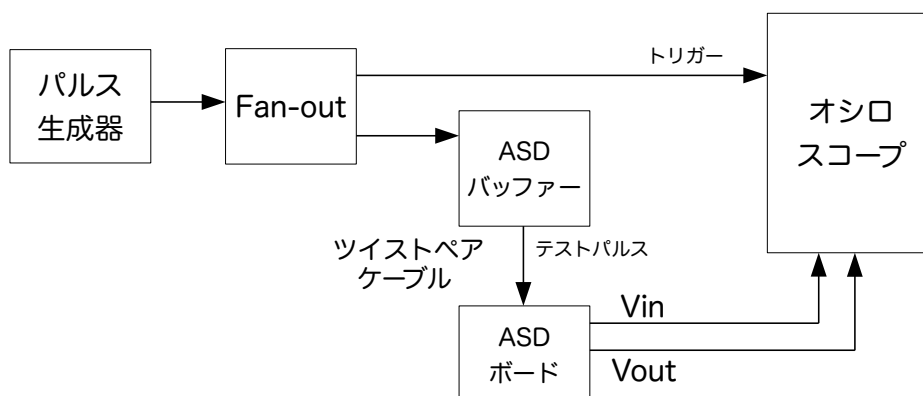 パルス
生成器
Fan-out
トリガー
オシロ
スコープ
ASD
バッファー
ツイストペア
ケーブル
テストパルス
ASD
ボード
Vin
Vout